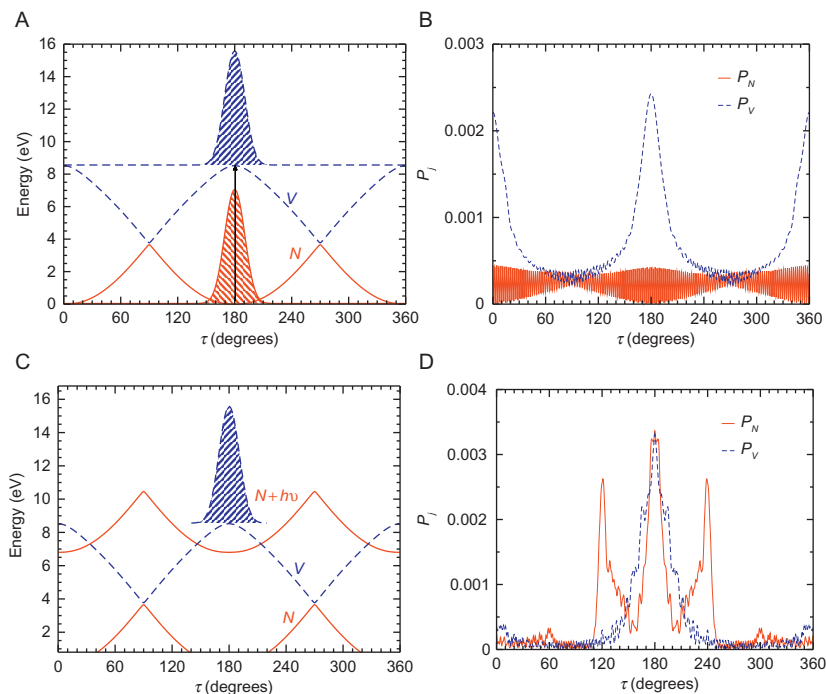 A
16
14
12
10
8
6
4
2
0
Energy (eV)
V
N
0 60 120 180 240 300 360
τ (degrees)
B
0.003
0.002
0.001
0
P_j
P_N
P_V
0 60 120 180 240 300 360
τ (degrees)
C
16
14
12
10
8
6
4
2
Energy (eV)
N+hυ
V
N
0 60 120 180 240 300 360
τ (degrees)
D
0.004
0.003
0.002
0.001
0
P_j
P_N
P_V
0 60 120 180 240 300 360
τ (degrees)